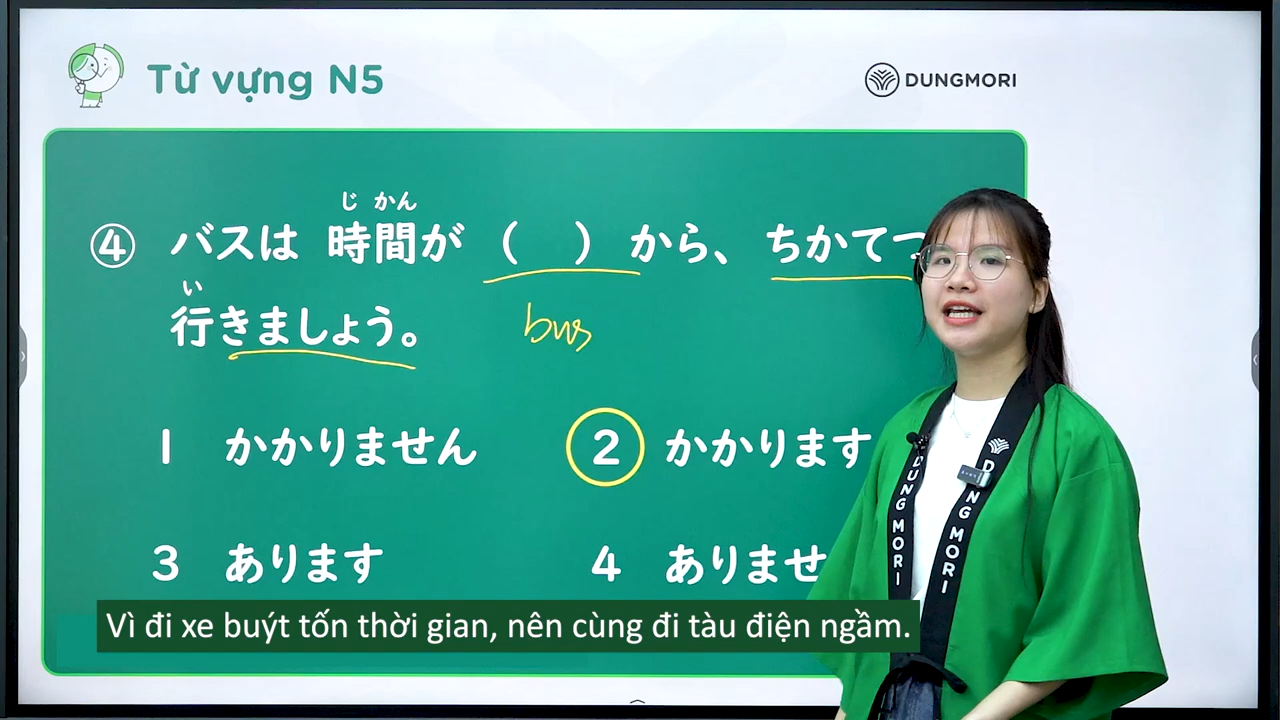 Từ vựng N5
DUNGMORI
じ かん
④ バスは 時間が ( ) から、ちかてつ
い
行きましょう。
bus
1 かかりません
2 かかります
3 あります
4 ありませ
Vì đi xe buýt tốn thời gian, nên cùng đi tàu điện ngầm.
DUNG MORI
DUNG MORI